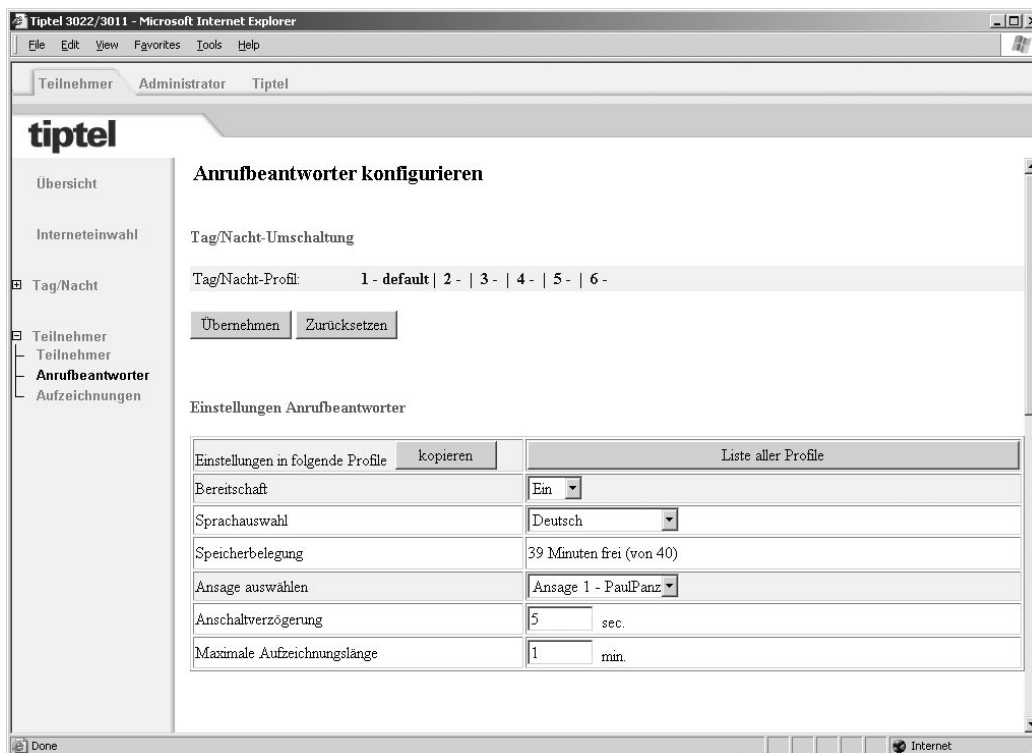 Tiptel 3022/3011 - Microsoft Internet Explorer
File Edit View Favorites Tools Help
Teilnehmer Administrator Tiptel
tiptel
Übersicht
Interneteinwahl
Tag/Nacht
Teilnehmer
Teilnehmer
Anrufbeantworter
Aufzeichnungen
Anrufbeantworter konfigurieren
Tag/Nacht-Umschaltung
Tag/Nacht-Profil: 1 - default | 2 - | 3 - | 4 - | 5 - | 6 -
Übernehmen Zurücksetzen
Einstellungen Anrufbeantworter
Einstellungen in folgende Profile kopieren Liste aller Profile
Bereitschaft Ein
Sprachauswahl Deutsch
Speicherbelegung 39 Minuten frei (von 40)
Ansage auswählen Ansage 1 - PaulPanz
Anschaltverzögerung 5 sec.
Maximale Aufzeichnungslänge 1 min.
Done Internet